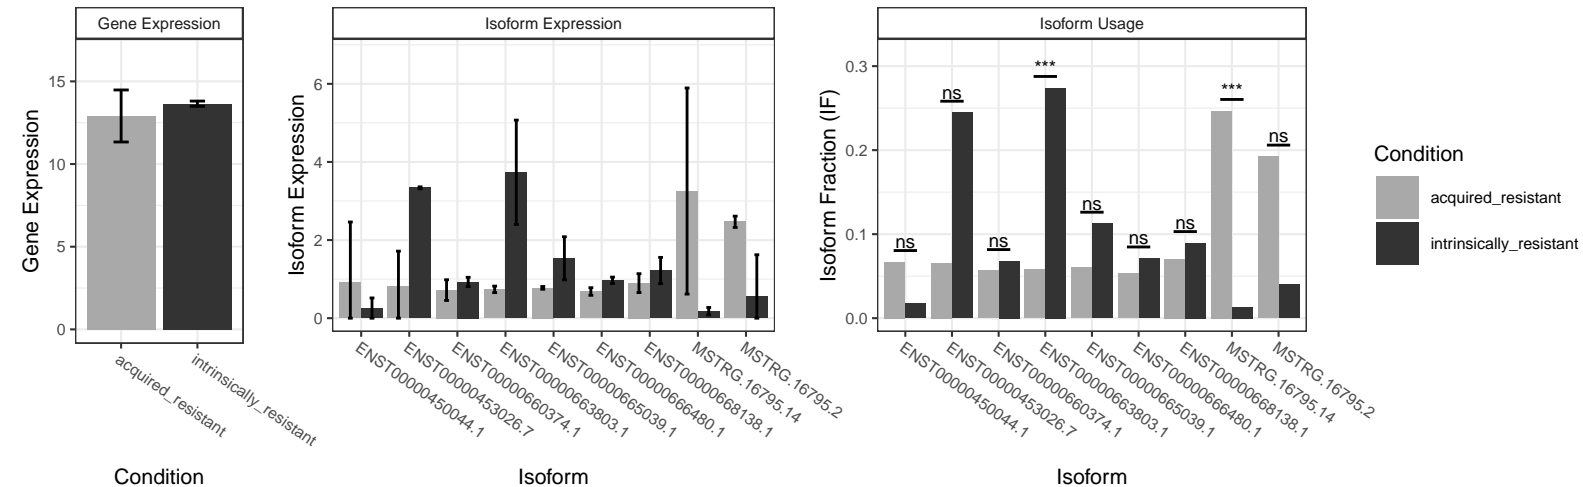 Gene Expression
Isoform Expression
Isoform Usage
Gene Expression
15
10
5
0
acquired_resistant
intrinsically_resistant
Condition
Isoform Expression
6
4
2
0
ENST00000450044.1
ENST00000453026.7
ENST00000660374.1
ENST00000663803.1
ENST00000665039.1
ENST00000666480.1
ENST00000668138.1
MSTRG.16795.14
MSTRG.16795.2
Isoform
Isoform Fraction (IF)
0.3
0.2
0.1
0.0
ns
ns
ns
***
ns
ns
ns
***
ns
ENST00000450044.1
ENST00000453026.7
ENST00000660374.1
ENST00000663803.1
ENST00000665039.1
ENST00000666480.1
ENST00000668138.1
MSTRG.16795.14
MSTRG.16795.2
Isoform
Condition
acquired_resistant
intrinsically_resistant